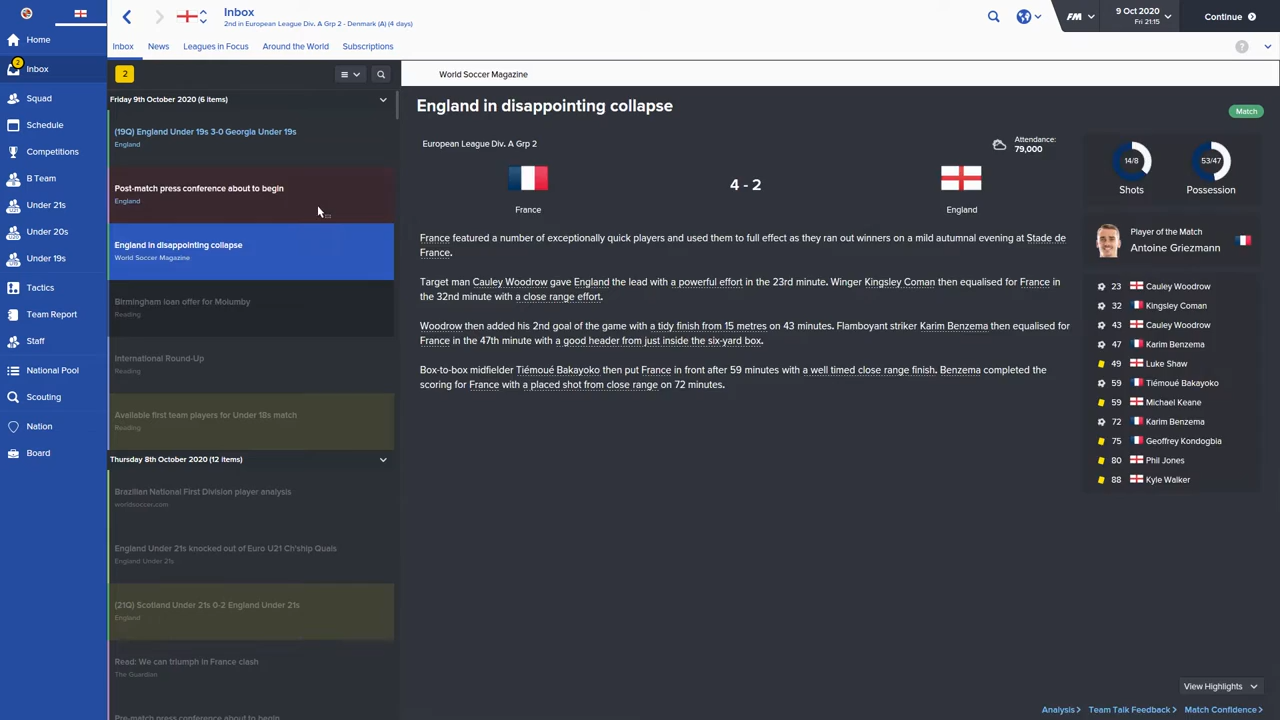 Inbox
2nd in European League Div. A Grp 2 - Denmark (A) (4 days)
FM
9 Oct 2020
Fri 21:15
Continue
Home
2
Inbox
Squad
Schedule
Competitions
B Team
Under 21s
Under 20s
Under 19s
Tactics
Team Report
Staff
National Pool
Scouting
Nation
Board
Inbox
News
Leagues in Focus
Around the World
Subscriptions
?
2
Friday 9th October 2020 (6 items)
(19Q) England Under 19s 3-0 Georgia Under 19s
England
Post-match press conference about to begin
England
England in disappointing collapse
World Soccer Magazine
Birmingham loan offer for Molumby
Reading
International Round-Up
Reading
Available first team players for Under 18s match
Reading
Thursday 8th October 2020 (12 items)
Brazilian National First Division player analysis
worldsoccer.com
England Under 21s knocked out of Euro U21 Ch'ship Quals
England Under 21s
(21Q) Scotland Under 21s 0-2 England Under 21s
England
Read: We can triumph in France clash
The Guardian
Pre-match press conference about to begin
World Soccer Magazine
England in disappointing collapse
Match
European League Div. A Grp 2
Attendance:
79,000
France
4 - 2
England
France featured a number of exceptionally quick players and used them to full effect as they ran out winners on a mild autumnal evening at Stade de
France.
Target man Cauley Woodrow gave England the lead with a powerful effort in the 23rd minute. Winger Kingsley Coman then equalised for France in
the 32nd minute with a close range effort.
Woodrow then added his 2nd goal of the game with a tidy finish from 15 metres on 43 minutes. Flamboyant striker Karim Benzema then equalised for
France in the 47th minute with a good header from just inside the six-yard box.
Box-to-box midfielder Tiémoué Bakayoko then put France in front after 59 minutes with a well timed close range finish. Benzema completed the
scoring for France with a placed shot from close range on 72 minutes.
14/8
Shots
53/47
Possession
Player of the Match
Antoine Griezmann
23 Cauley Woodrow
32 Kingsley Coman
43 Cauley Woodrow
47 Karim Benzema
49 Luke Shaw
59 Tiémoué Bakayoko
59 Michael Keane
72 Karim Benzema
75 Geoffrey Kondogbia
80 Phil Jones
88 Kyle Walker
View Highlights
Analysis >
Team Talk Feedback >
Match Confidence >